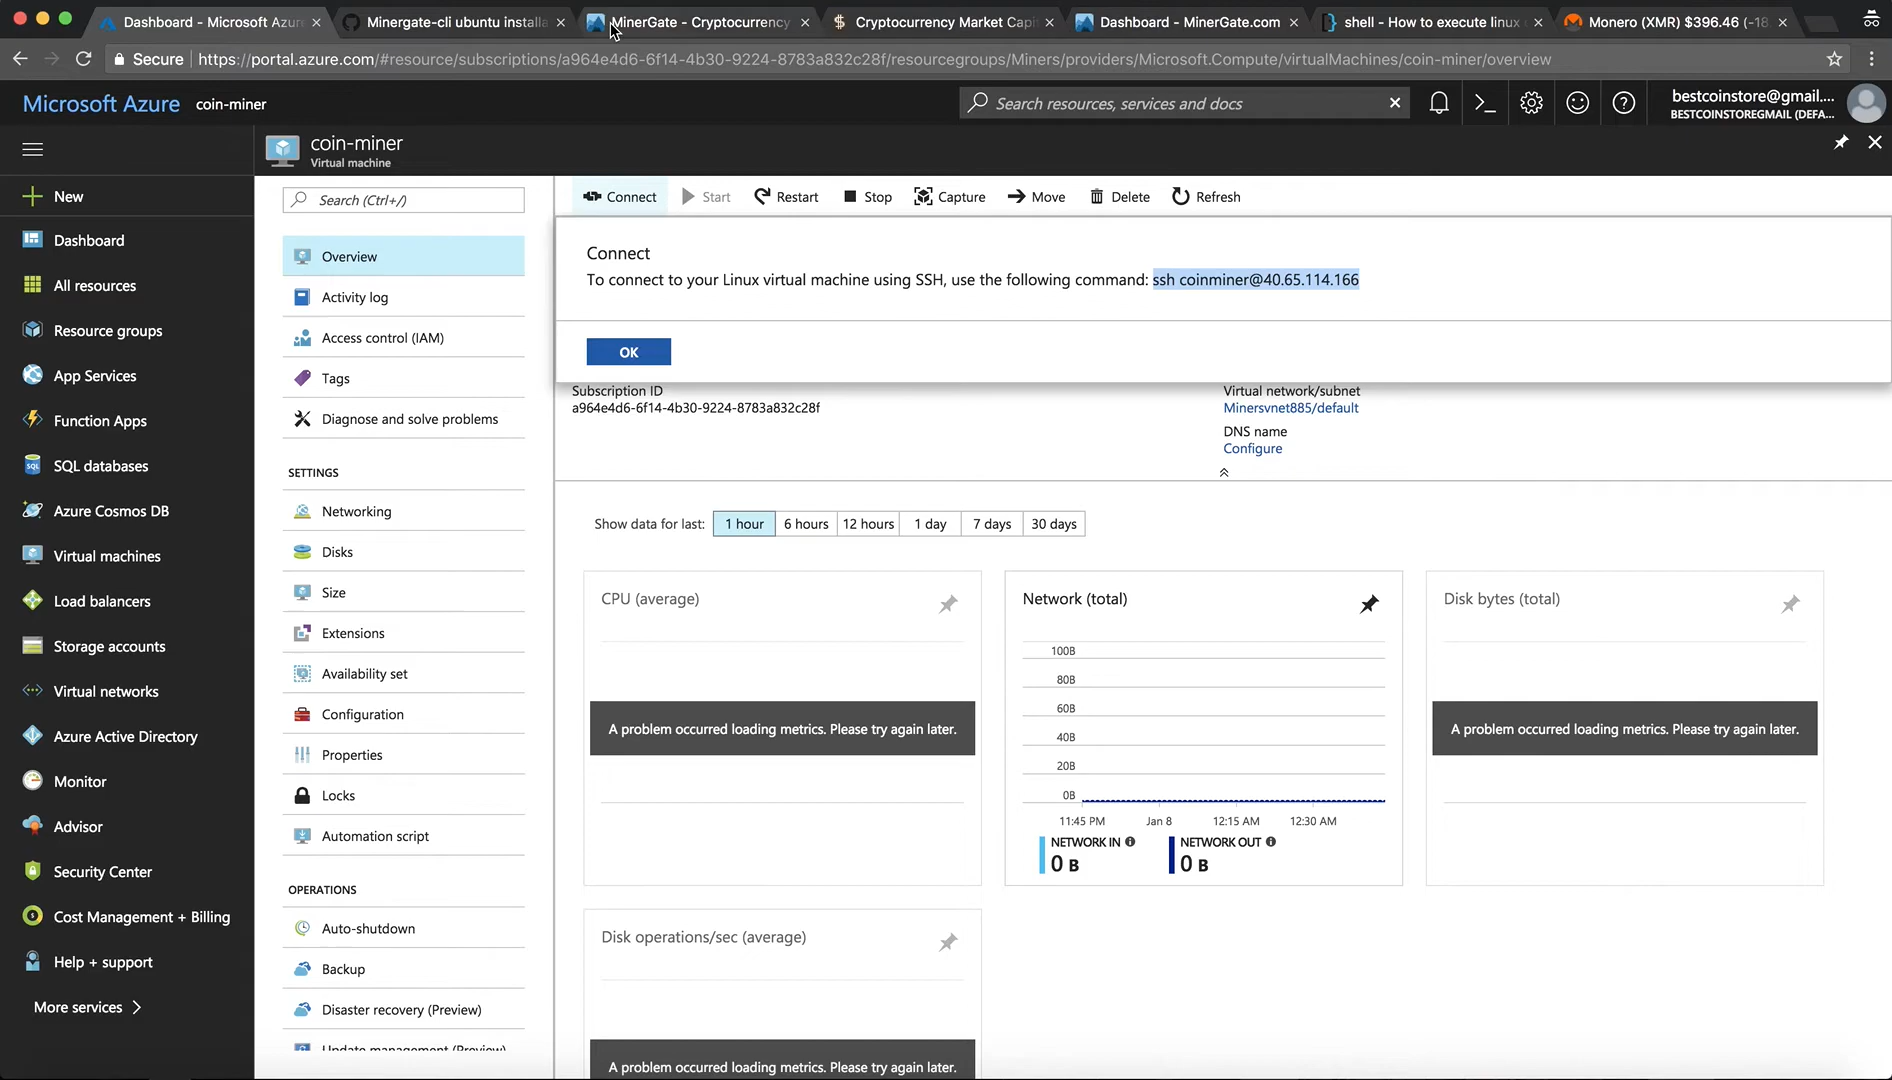 Dashboard - Microsoft Azure
Minergate-cli ubuntu installa
MinerGate - Cryptocurrency
Cryptocurrency Market Capi
Dashboard - MinerGate.com
shell - How to execute linux
Monero (XMR) $396.46 (-18.
Secure
https://portal.azure.com/#resource/subscriptions/a964e4d6-6f14-4b30-9224-8783a832c28f/resourcegroups/Miners/providers/Microsoft.Compute/virtualMachines/coin-miner/overview
Microsoft Azure coin-miner
Search resources, services and docs
bestcoinstore@gmail....
BESTCOINSTOREGMAIL (DEFA...
coin-miner
Virtual machine
New
Dashboard
All resources
Resource groups
App Services
Function Apps
SQL databases
Azure Cosmos DB
Virtual machines
Load balancers
Storage accounts
Virtual networks
Azure Active Directory
Monitor
Advisor
Security Center
Cost Management + Billing
Help + support
More services
Search (Ctrl+/)
Overview
Activity log
Access control (IAM)
Tags
Diagnose and solve problems
SETTINGS
Networking
Disks
Size
Extensions
Availability set
Configuration
Properties
Locks
Automation script
OPERATIONS
Auto-shutdown
Backup
Disaster recovery (Preview)
Update management (Preview)
Connect Start Restart Stop Capture Move Delete Refresh
Connect
To connect to your Linux virtual machine using SSH, use the following command: ssh coinminer@40.65.114.166
OK
Subscription ID
a964e4d6-6f14-4b30-9224-8783a832c28f
Virtual network/subnet
Minersvnet885/default
DNS name
Configure
Show data for last: 1 hour 6 hours 12 hours 1 day 7 days 30 days
CPU (average)
A problem occurred loading metrics. Please try again later.
Network (total)
100B
80B
60B
40B
20B
0B
11:45 PM Jan 8 12:15 AM 12:30 AM
NETWORK IN
0 B
NETWORK OUT
0 B
Disk bytes (total)
A problem occurred loading metrics. Please try again later.
Disk operations/sec (average)
A problem occurred loading metrics. Please try again later.